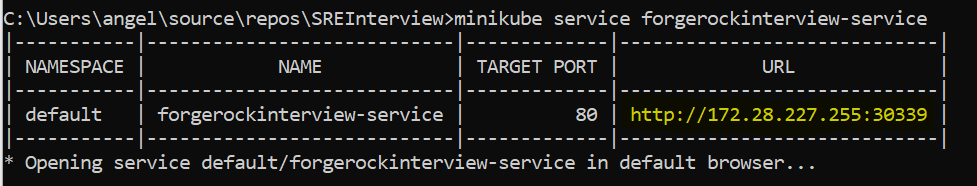 C:\Users\angel\source\repos\SREInterview>minikube service forgerockinterview-service
|-----------|----------------------------|-------------|-----------------------------|
| NAMESPACE | NAME | TARGET PORT | URL |
|-----------|----------------------------|-------------|-----------------------------|
| default | forgerockinterview-service | 80 | http://172.28.227.255:30339 |
|-----------|----------------------------|-------------|-----------------------------|
* Opening service default/forgerockinterview-service in default browser...